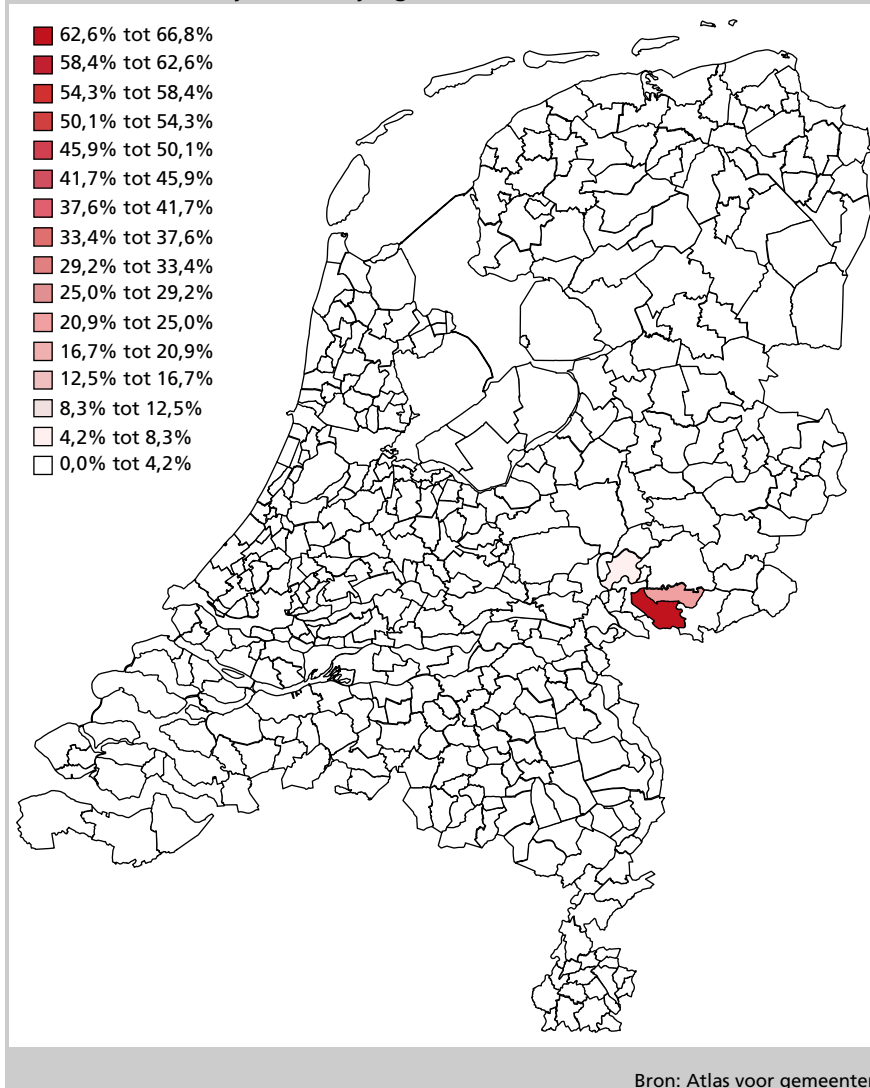 62,6% tot 66,8%
58,4% tot 62,6%
54,3% tot 58,4%
50,1% tot 54,3%
45,9% tot 50,1%
41,7% tot 45,9%
37,6% tot 41,7%
33,4% tot 37,6%
29,2% tot 33,4%
25,0% tot 29,2%
20,9% tot 25,0%
16,7% tot 20,9%
12,5% tot 16,7%
8,3% tot 12,5%
4,2% tot 8,3%
0,0% tot 4,2%
Bron: Atlas voor gemeenten